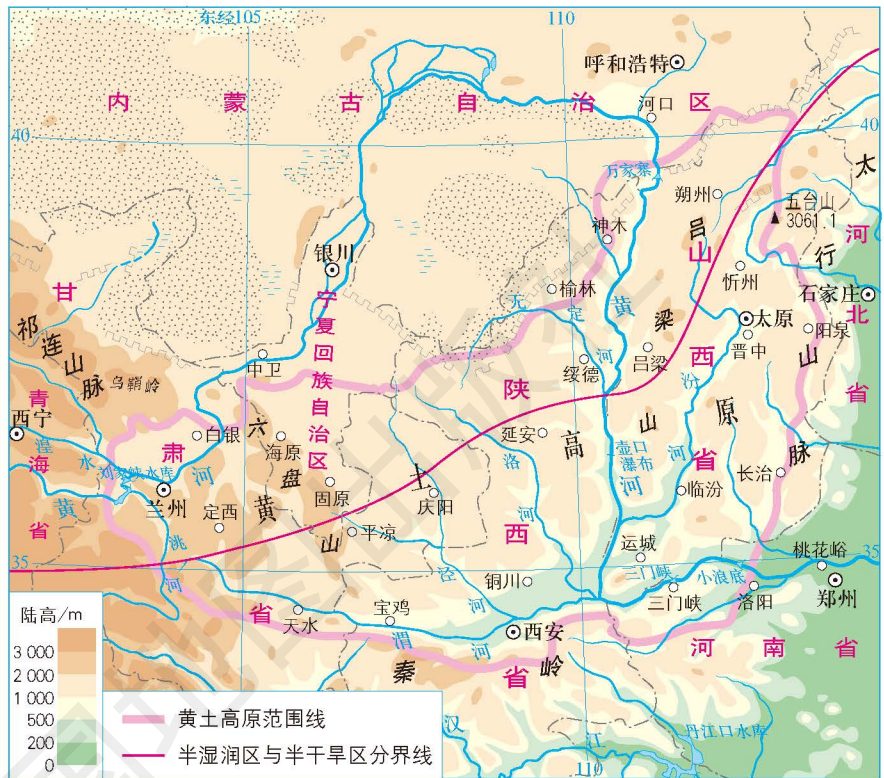 东经105
110
呼和浩特
内蒙古自治区
河口
40
40
万家寨
太行山脉
朔州
五台山
3061.1
神木
吕梁山
河北省
银川
忻州
甘肃省
宁夏回族自治区
榆林
无定河
黄河
石家庄
太原
阳泉
祁连山脉
晋中
乌鞘岭
中卫
绥德
吕梁
山西省
汾河
陕西省
青海省
西宁
白银
六盘山
海原
延安
黄土高原
壶口
瀑布
湟水
刘家峡水库
黄河
兰州
固原
庆阳
洛河
临汾
长治
定西
平凉
洮河
35
35
运城
桃花峪
泾河
铜川
三门峡
小浪底
三门峡
洛阳
郑州
天水
宝鸡
渭河
西安
河南省
秦岭
汉江
丹江口水库
110
陆高/m
3 000
2 000
1 000
500
200
0
黄土高原范围线
半湿润区与半干旱区分界线